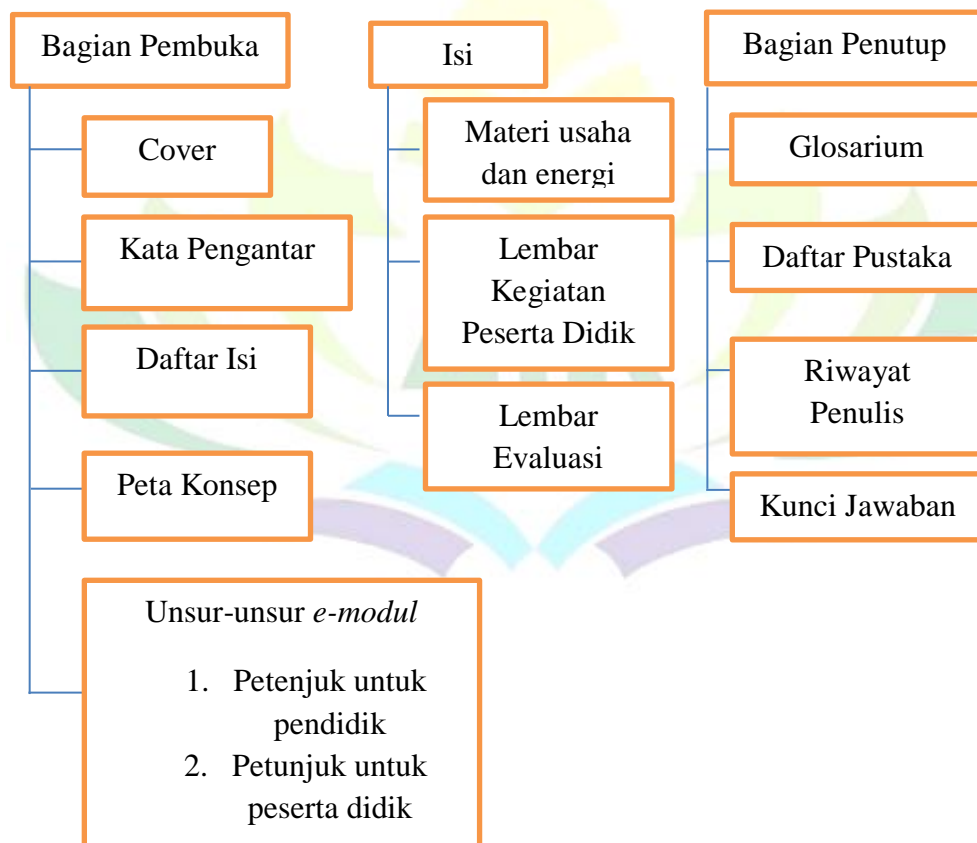 Bagian Pembuka
Cover
Kata Pengantar
Daftar Isi
Peta Konsep
Unsur-unsur e-modul
1. Petenjuk untuk
pendidik
2. Petunjuk untuk
peserta didik
Isi
Materi usaha
dan energi
Lembar
Kegiatan
Peserta Didik
Lembar
Evaluasi
Bagian Penutup
Glosarium
Daftar Pustaka
Riwayat
Penulis
Kunci Jawaban